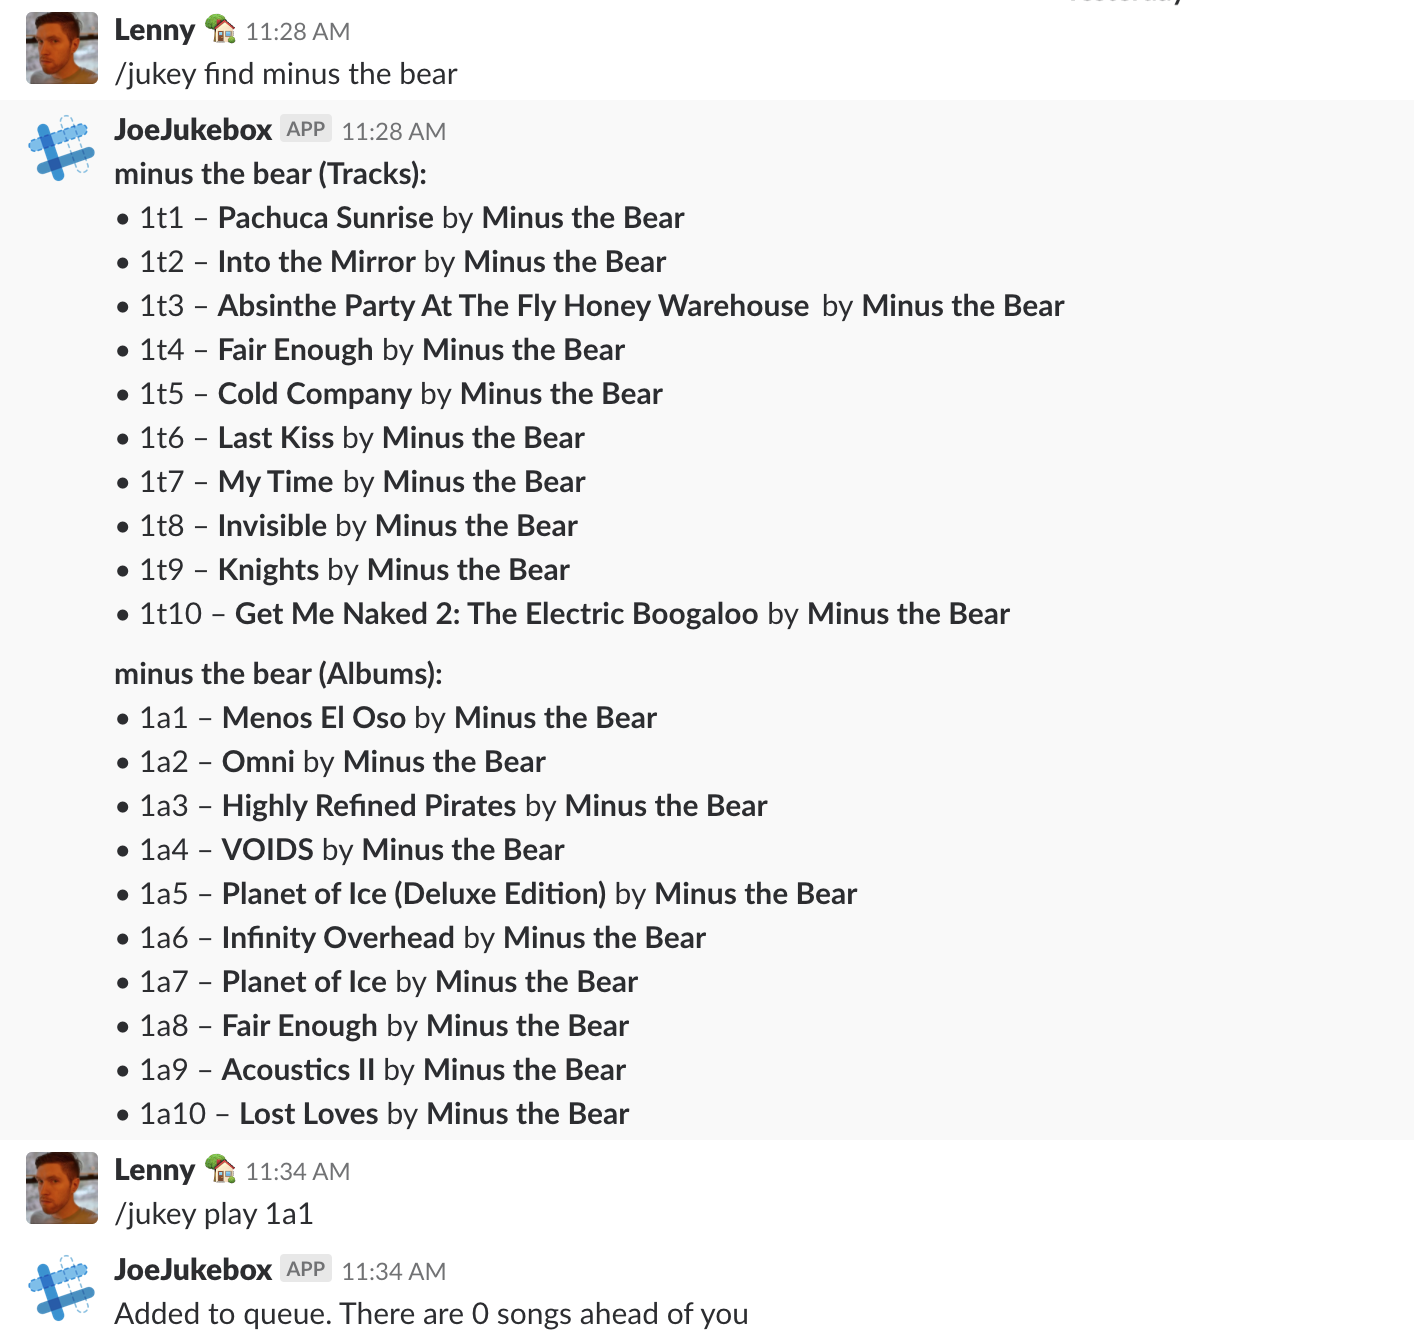 Yesterday
Lenny 11:28 AM
/jukey find minus the bear
JoeJukebox APP 11:28 AM
minus the bear (Tracks):
• 1t1 – Pachuca Sunrise by Minus the Bear
• 1t2 – Into the Mirror by Minus the Bear
• 1t3 – Absinthe Party At The Fly Honey Warehouse by Minus the Bear
• 1t4 – Fair Enough by Minus the Bear
• 1t5 – Cold Company by Minus the Bear
• 1t6 – Last Kiss by Minus the Bear
• 1t7 – My Time by Minus the Bear
• 1t8 – Invisible by Minus the Bear
• 1t9 – Knights by Minus the Bear
• 1t10 – Get Me Naked 2: The Electric Boogaloo by Minus the Bear
minus the bear (Albums):
• 1a1 – Menos El Oso by Minus the Bear
• 1a2 – Omni by Minus the Bear
• 1a3 – Highly Refined Pirates by Minus the Bear
• 1a4 – VOIDS by Minus the Bear
• 1a5 – Planet of Ice (Deluxe Edition) by Minus the Bear
• 1a6 – Infinity Overhead by Minus the Bear
• 1a7 – Planet of Ice by Minus the Bear
• 1a8 – Fair Enough by Minus the Bear
• 1a9 – Acoustics II by Minus the Bear
• 1a10 – Lost Loves by Minus the Bear
Lenny 11:34 AM
/jukey play 1a1
JoeJukebox APP 11:34 AM
Added to queue. There are 0 songs ahead of you